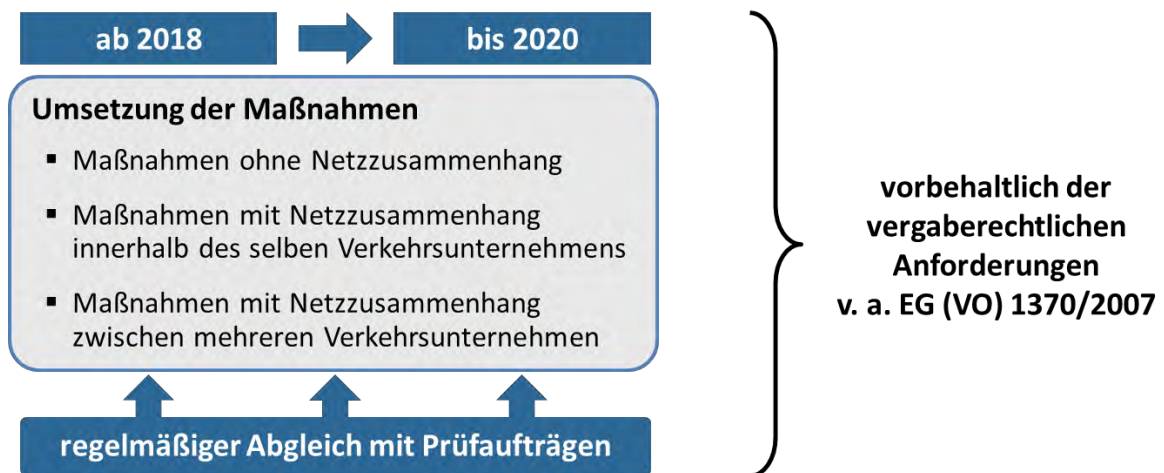 ab 2018
bis 2020
Umsetzung der Maßnahmen
▪ Maßnahmen ohne Netzzusammenhang
▪ Maßnahmen mit Netzzusammenhang
innerhalb des selben Verkehrsunternehmens
▪ Maßnahmen mit Netzzusammenhang
zwischen mehreren Verkehrsunternehmen
regelmäßiger Abgleich mit Prüfaufträgen
vorbehaltlich der
vergaberechtlichen
Anforderungen
v. a. EG (VO) 1370/2007